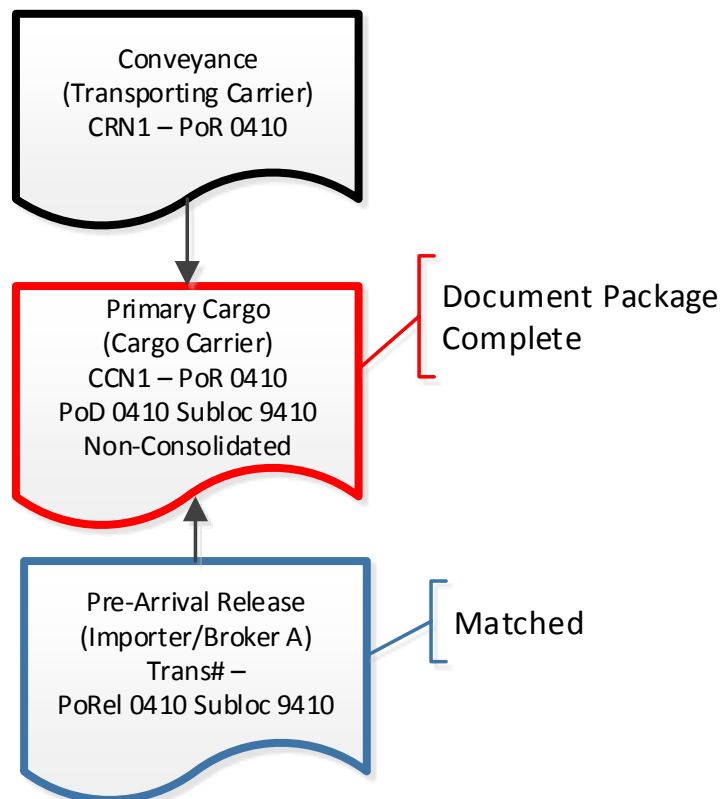 Conveyance
(Transporting Carrier)
CRN1 – PoR 0410
Primary Cargo
(Cargo Carrier)
CCN1 – PoR 0410
PoD 0410 Subloc 9410
Non-Consolidated
Document Package
Complete
Pre-Arrival Release
(Importer/Broker A)
Trans# –
PoRel 0410 Subloc 9410
Matched